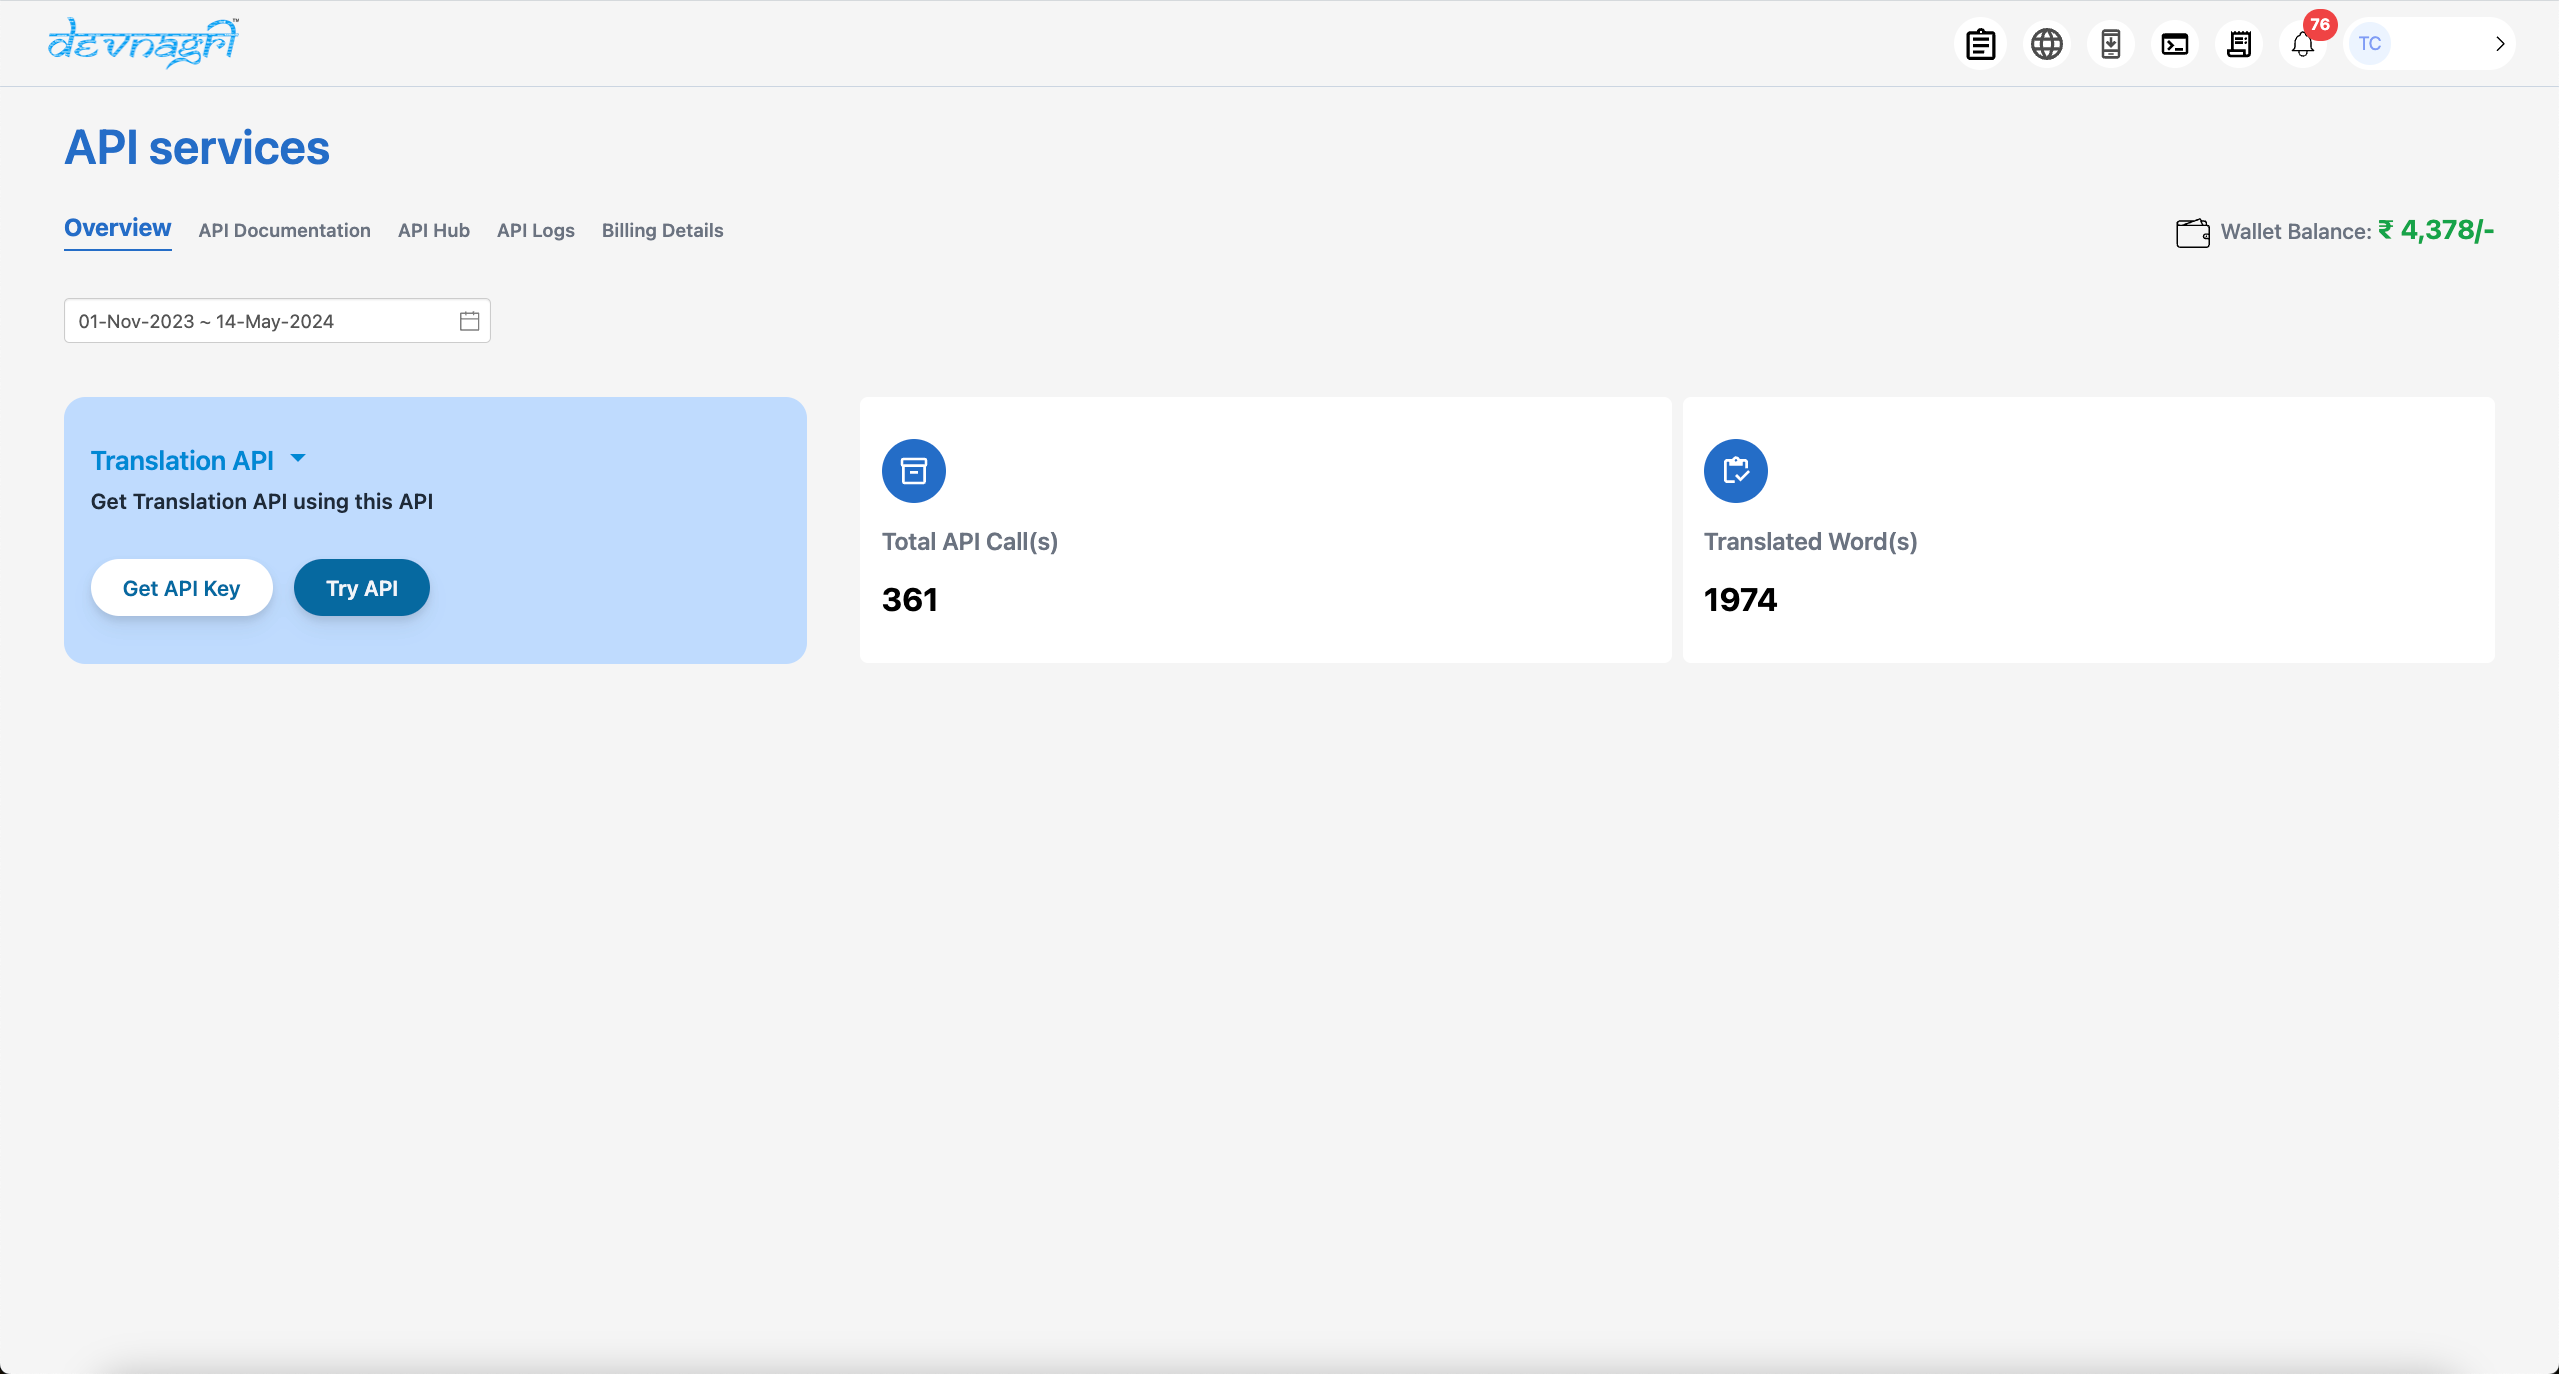 devnagri™
76
TC
API services
Overview API Documentation API Hub API Logs Billing Details
Wallet Balance: ₹ 4,378/-
01-Nov-2023 ~ 14-May-2024
Translation API
Get Translation API using this API
Get API Key Try API
Total API Call(s)
361
Translated Word(s)
1974